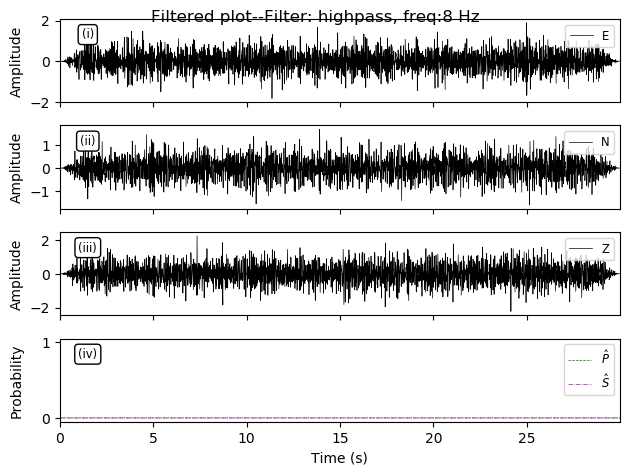 Filtered plot--Filter: highpass, freq:8 Hz
2
0
−2
Amplitude
(i)
E
1
0
−1
Amplitude
(ii)
N
2
0
−2
Amplitude
(iii)
Z
1
0
Probability
(iv)
P̂
Ŝ
0 5 10 15 20 25
Time (s)